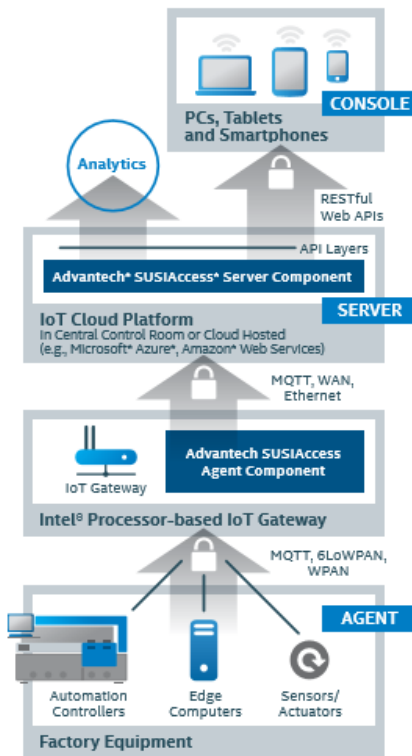 CONSOLE
PCs, Tablets
and Smartphones
Analytics
RESTful
Web APIs
API Layers
Advantech* SUSIAccess* Server Component
SERVER
IoT Cloud Platform
In Central Control Room or Cloud Hosted
(e.g., Microsoft* Azure*, Amazon* Web Services)
MQTT, WAN,
Ethernet
Advantech SUSIAccess
Agent Component
IoT Gateway
Intel® Processor-based IoT Gateway
MQTT, 6LoWPAN,
WPAN
AGENT
Automation
Controllers
Edge
Computers
Sensors/
Actuators
Factory Equipment